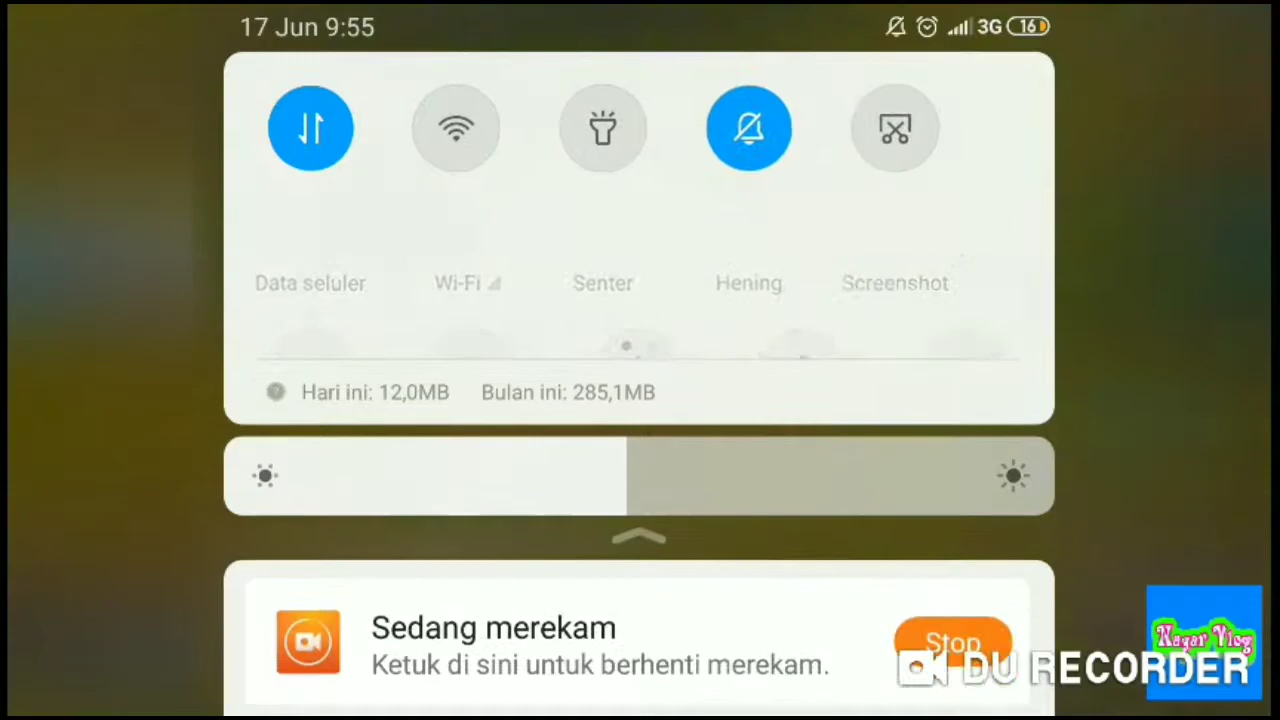 17 Jun 9:55
3G 16
Data seluler Wi-Fi Senter Hening Screenshot
Hari ini: 12,0MB Bulan ini: 285,1MB
Sedang merekam
Ketuk di sini untuk berhenti merekam.
Stop
DU RECORDER
Nayar Vlog